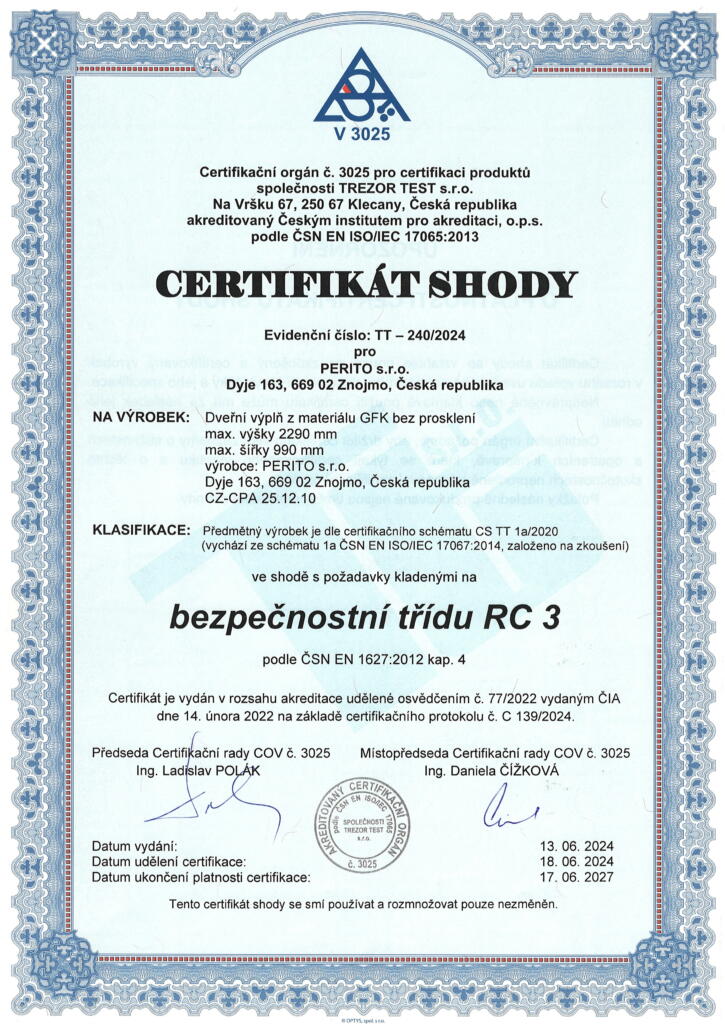 V 3025
Certifikační orgán č. 3025 pro certifikaci produktů
společnosti TREZOR TEST s.r.o.
Na Vršku 67, 250 67 Klecany, Česká republika
akreditovaný Českým institutem pro akreditaci, o.p.s.
podle ČSN EN ISO/IEC 17065:2013
CERTIFIKÁT SHODY
Evidenční číslo: TT – 240/2024
pro
PERITO s.r.o.
Dyje 163, 669 02 Znojmo, Česká republika
NA VÝROBEK: Dveřní výplň z materiálu GFK bez prosklení
max. výšky 2290 mm
max. šířky 990 mm
výrobce: PERITO s.r.o.
Dyje 163, 669 02 Znojmo, Česká republika
CZ-CPA 25.12.10
KLASIFIKACE: Předmětný výrobek je dle certifikačního schématu CS TT 1a/2020
(vychází ze schématu 1a ČSN EN ISO/IEC 17067:2014, založeno na zkoušení)
ve shodě s požadavky kladenými na
bezpečnostní třídu RC 3
podle ČSN EN 1627:2012 kap. 4
Certifikát je vydán v rozsahu akreditace udělené osvědčením č. 77/2022 vydaným ČIA
dne 14. února 2022 na základě certifikačního protokolu č. C 139/2024.
Předseda Certifikační rady COV č. 3025 Místopředseda Certifikační rady COV č. 3025
Ing. Ladislav POLÁK Ing. Daniela ČÍŽKOVÁ
AKREDITOVANÝ CERTIFIKAČNÍ ORGÁN
podle ČSN EN ISO/IEC 17065
SPOLEČNOSTI
TREZOR TEST
s.r.o.
č. 3025
Datum vydání: 13. 06. 2024
Datum udělení certifikace: 18. 06. 2024
Datum ukončení platnosti certifikace: 17. 06. 2027
Tento certifikát shody se smí používat a rozmnožovat pouze nezměněn.
© OPTYS, spol. s r.o.